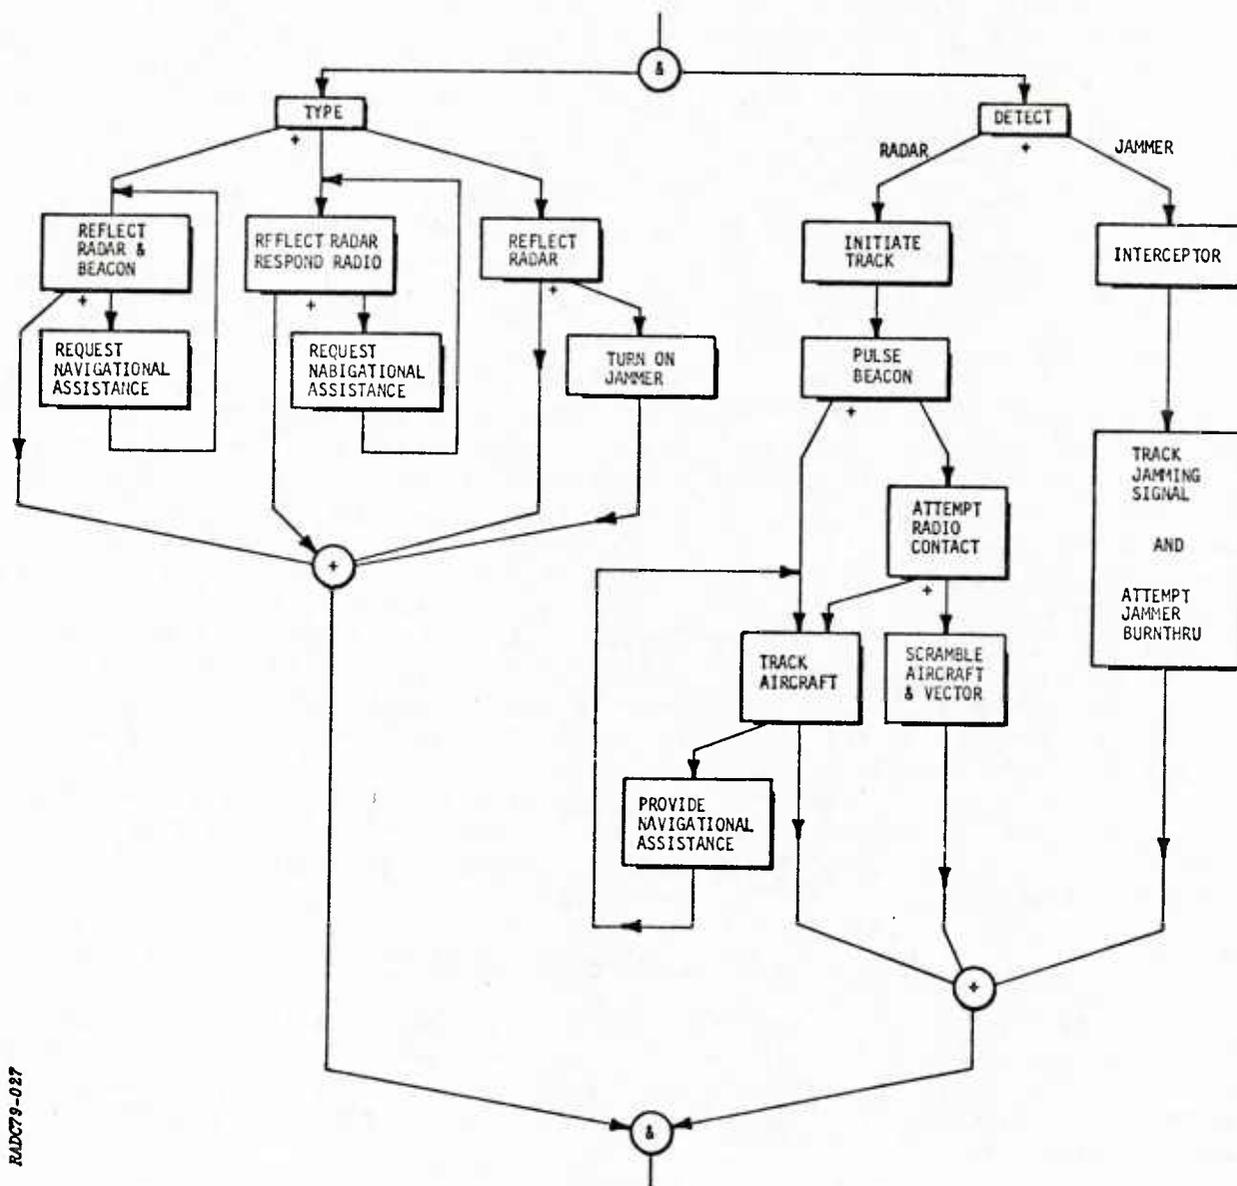 &
TYPE
+
DETECT
+
RADAR
JAMMER
REFLECT
RADAR &
BEACON
+
RFFLECT RADAR
RESPOND RADIO
+
REFLECT
RADAR
+
INITIATE
TRACK
INTERCEPTOR
REQUEST
NAVIGATIONAL
ASSISTANCE
REQUEST
NABIGATIONAL
ASSISTANCE
TURN ON
JAMMER
PULSE
BEACON
+
TRACK
JAMMING
SIGNAL
AND
ATTEMPT
JAMMER
BURNTHRU
ATTEMPT
RADIO
CONTACT
+
+
TRACK
AIRCRAFT
SCRAMBLE
AIRCRAFT
& VECTOR
PROVIDE
NAVIGATIONAL
ASSISTANCE
+
&
RADC79-027